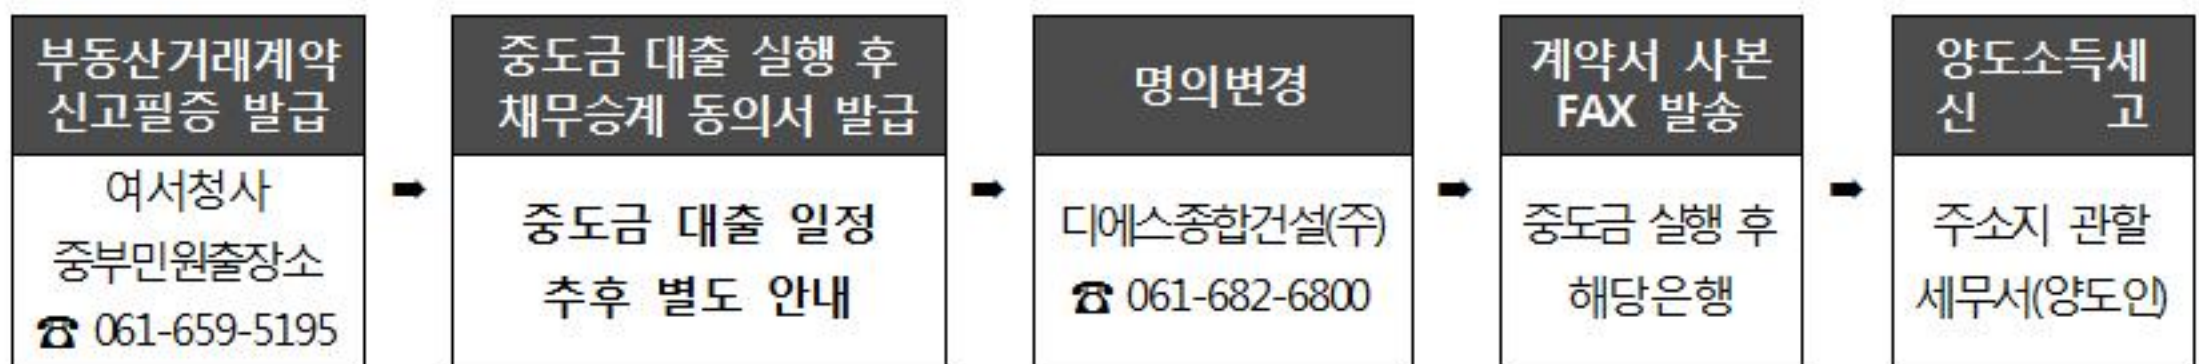 부동산거래계약
신고필증 발급
여서청사
중부민원출장소
☎ 061-659-5195
➡
중도금 대출 실행 후
채무승계 동의서 발급
중도금 대출 일정
추후 별도 안내
➡
명의변경
디에스종합건설(주)
☎ 061-682-6800
➡
계약서 사본
FAX 발송
중도금 실행 후
해당은행
➡
양도소득세
신 고
주소지 관할
세무서(양도인)